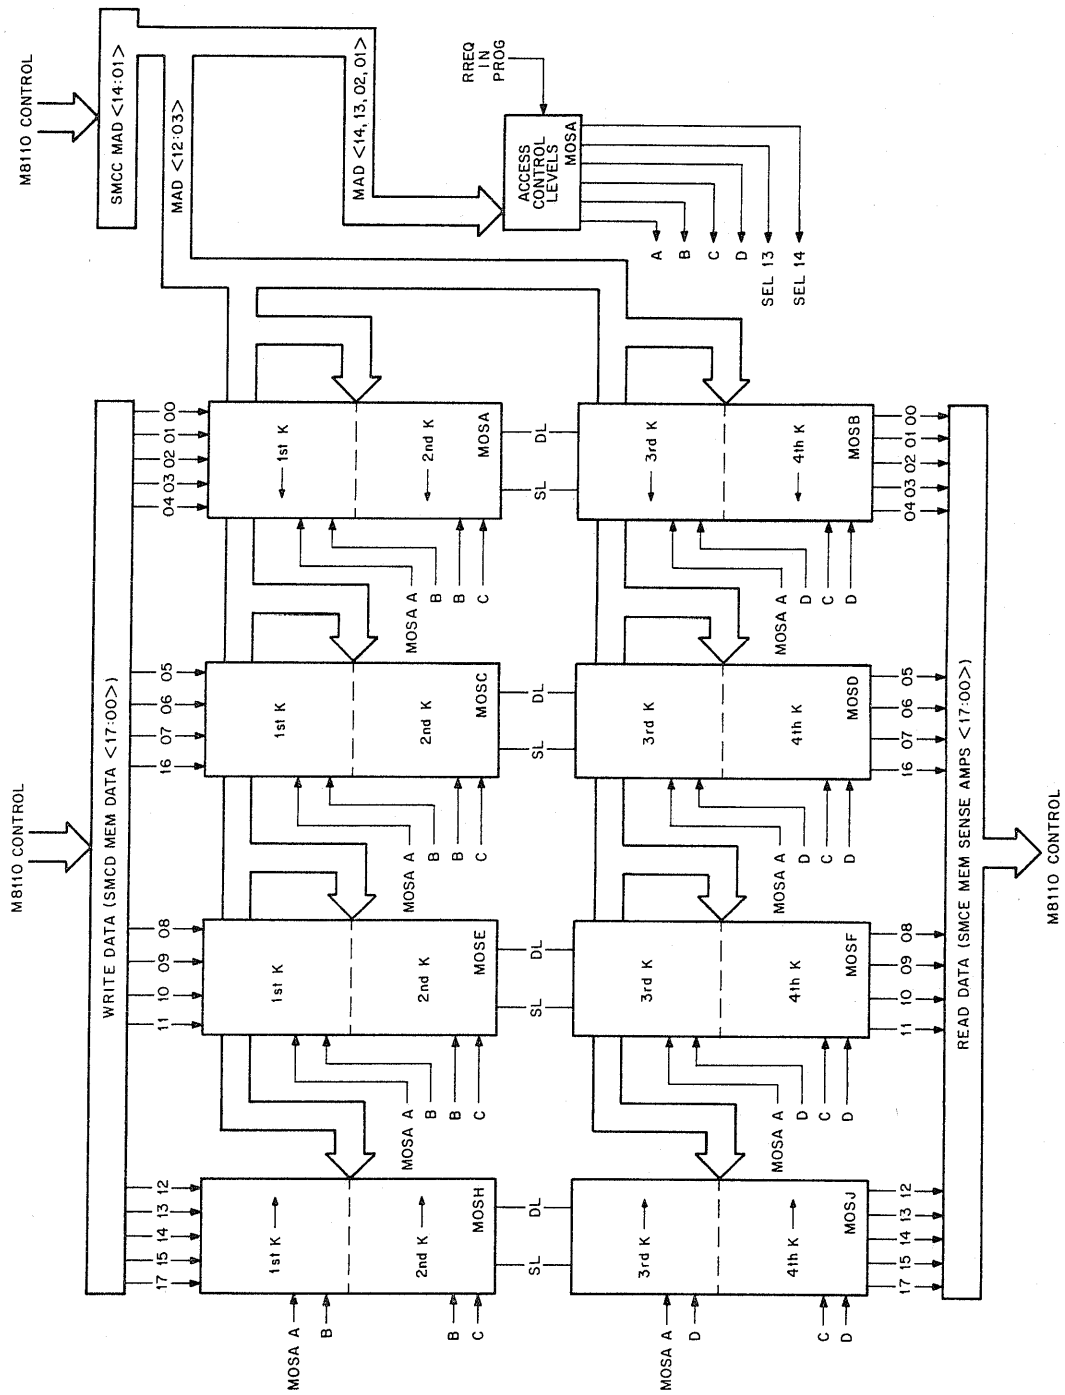 M8110 CONTROL
SMCC MAD <14:01>
MAD <12:03>
MAD <14, 13, 02, 01>
RREQ
IN
PROG
ACCESS
CONTROL
LEVELS
MOSA
A
B
C
D
SEL 13
SEL 14
M8110 CONTROL
WRITE DATA (SMCD MEM DATA <17:00>)
17
15
14
13
12
11
10
09
08
16
07
06
05
04
03
02
01
00
1st K
2nd K
MOSH
MOSA A
B
B
C
1st K
2nd K
MOSE
MOSA A
B
B
C
1st K
2nd K
MOSC
MOSA A
B
B
C
1st K
2nd K
MOSA
MOSA A
B
B
C
SL
DL
SL
DL
SL
DL
SL
DL
3rd K
4th K
MOSJ
MOSA A
D
C
D
3rd K
4th K
MOSF
MOSA A
D
C
D
3rd K
4th K
MOSD
MOSA A
D
C
D
3rd K
4th K
MOSB
MOSA A
D
C
D
17
15
14
13
12
11
10
09
08
16
07
06
05
04
03
02
01
00
READ DATA (SMCE MEM SENSE AMPS <17:00>)
M8110 CONTROL